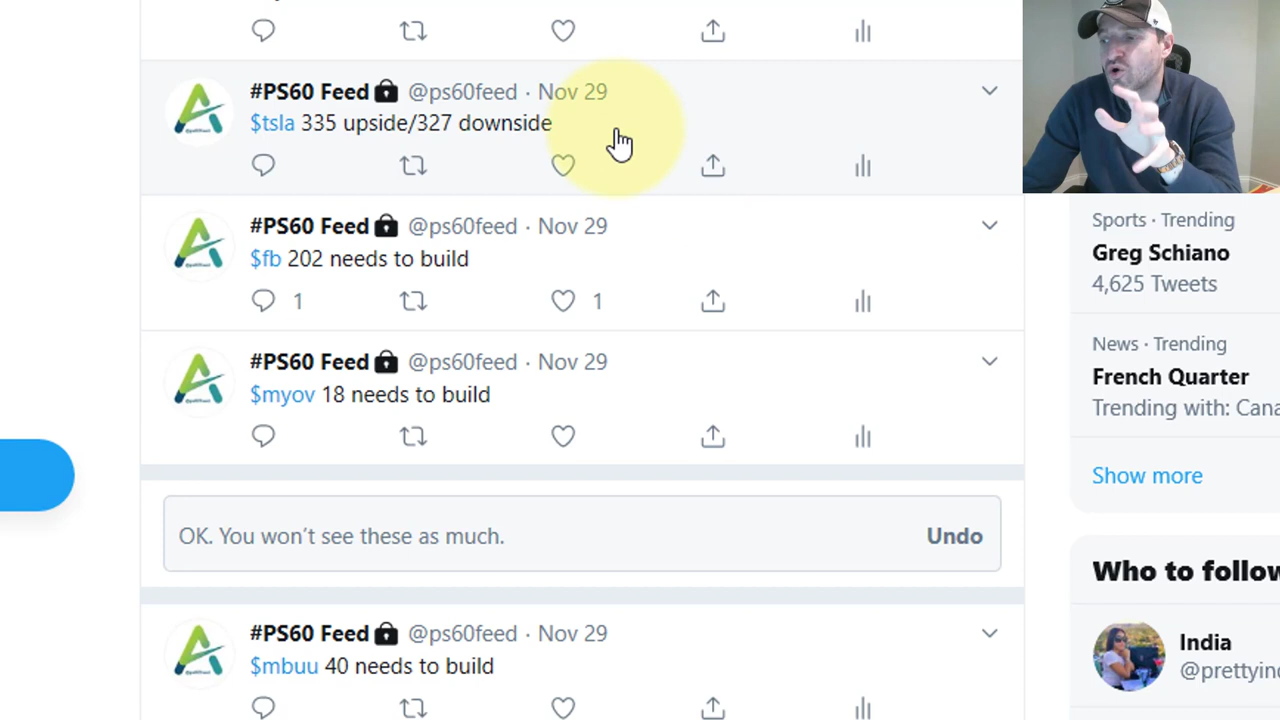 #PS60 Feed @ps60feed · Nov 29
$tsla 335 upside/327 downside
#PS60 Feed @ps60feed · Nov 29
$fb 202 needs to build
1
1
#PS60 Feed @ps60feed · Nov 29
$myov 18 needs to build
OK. You won't see these as much.
Undo
#PS60 Feed @ps60feed · Nov 29
$mbuu 40 needs to build
Sports · Trending
Greg Schiano
4,625 Tweets
News · Trending
French Quarter
Trending with: Cana
Show more
Who to follow
India
@prettyind